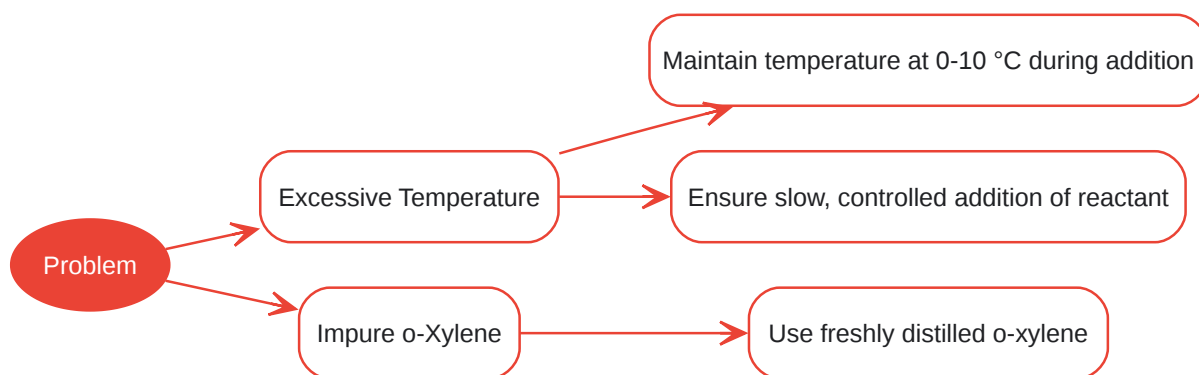 Problem
Excessive Temperature
Maintain temperature at 0-10 °C during addition
Ensure slow, controlled addition of reactant
Impure o-Xylene
Use freshly distilled o-xylene